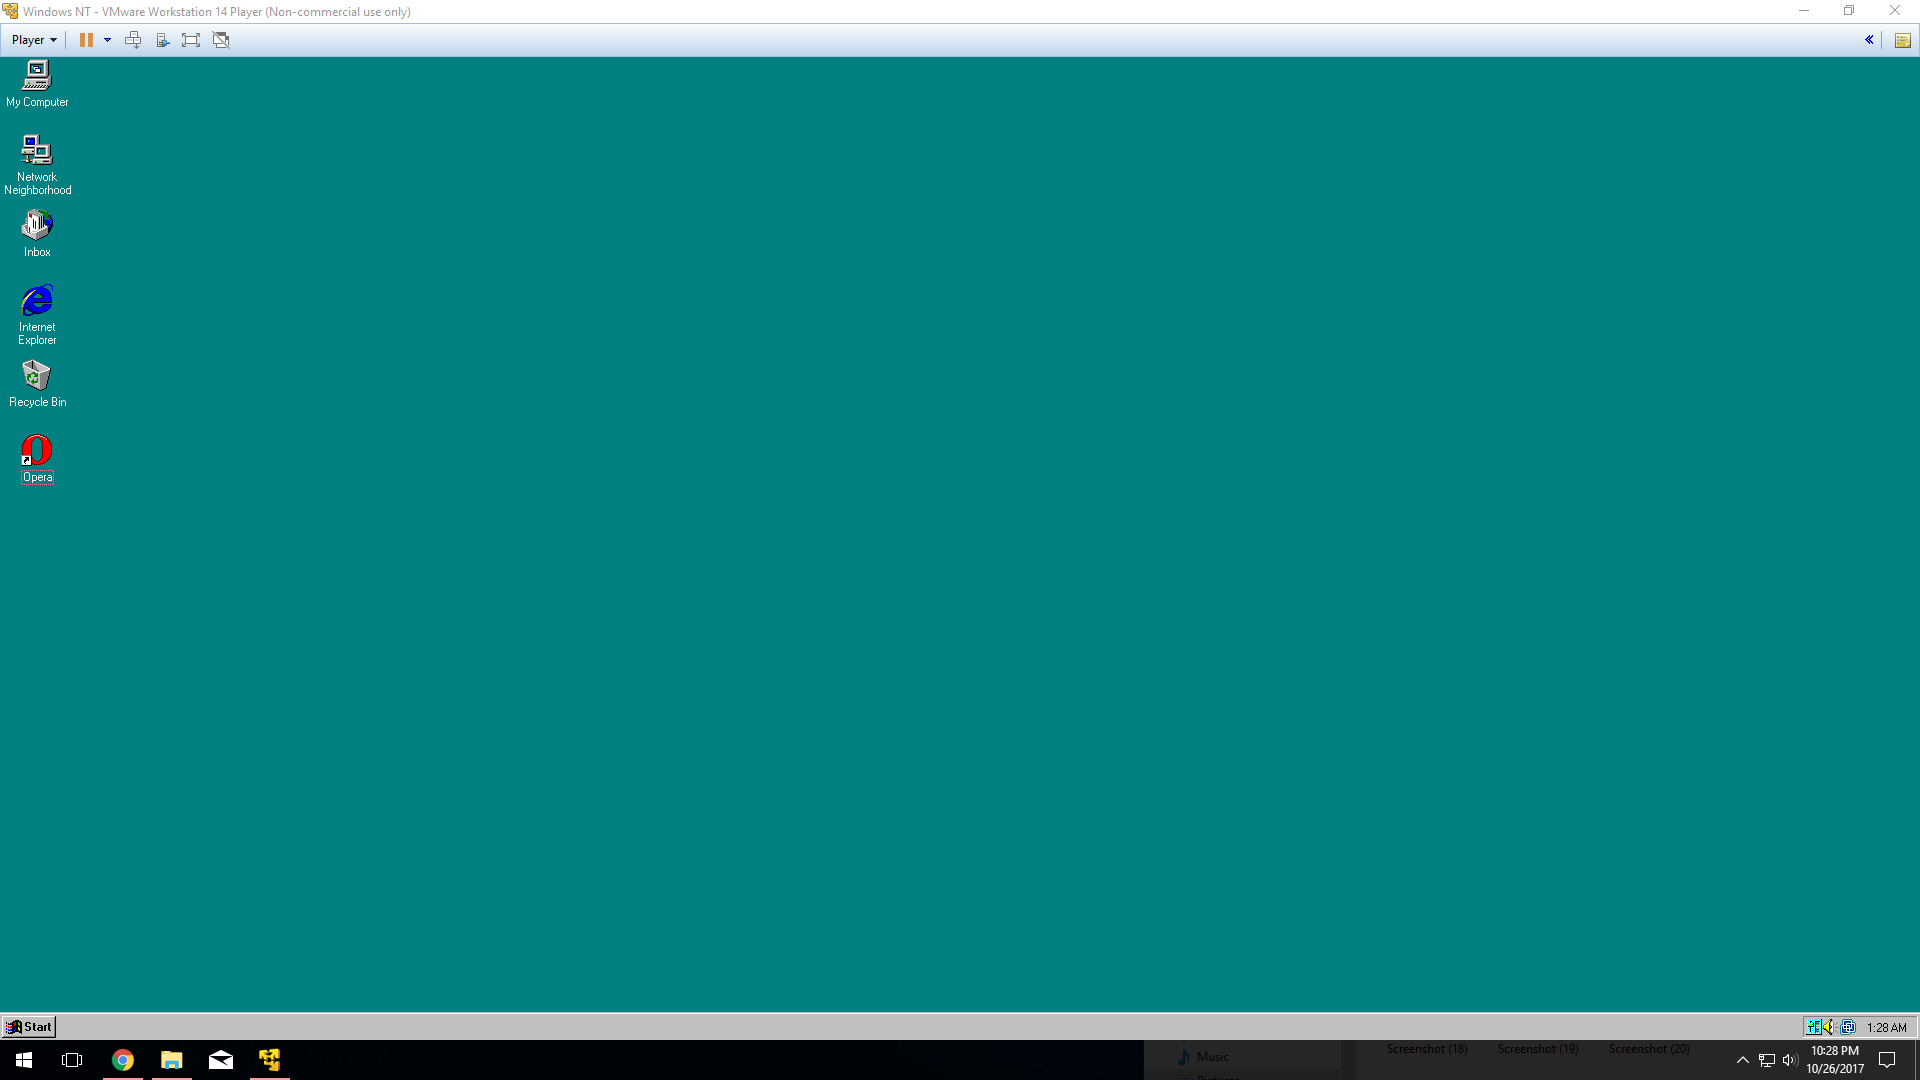 Windows NT - VMware Workstation 14 Player (Non-commercial use only)
Player
My Computer
Network
Neighborhood
Inbox
Internet
Explorer
Recycle Bin
Opera
Start
1:28 AM
Music
Screenshot (18)
Screenshot (19)
Screenshot (20)
Pictures
10:28 PM
10/26/2017